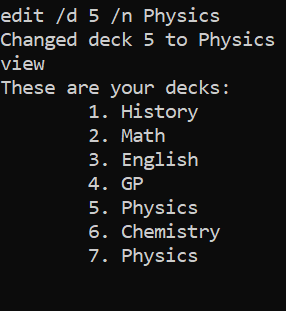 edit /d 5 /n Physics
Changed deck 5 to Physics
view
These are your decks:
1. History
2. Math
3. English
4. GP
5. Physics
6. Chemistry
7. Physics